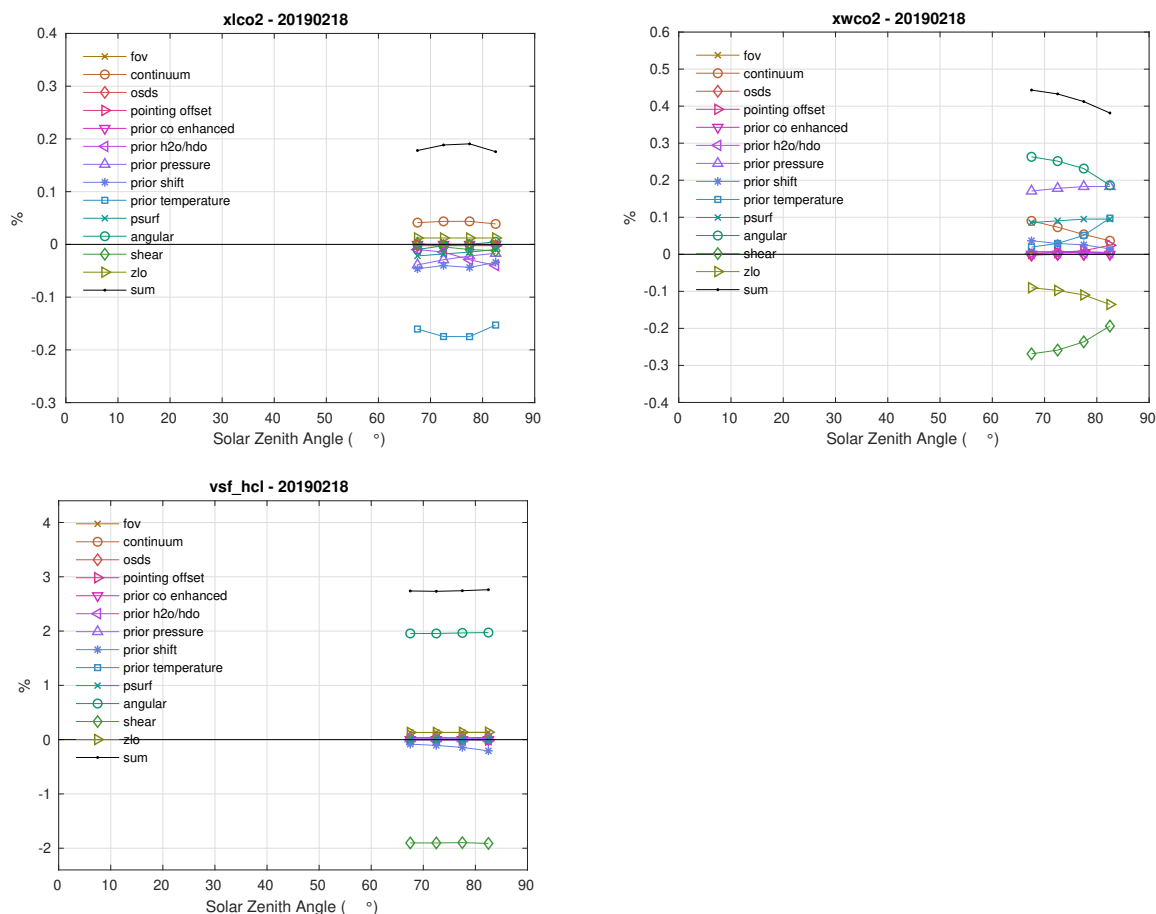 xlco2 - 20190218
0.4
0.3
0.2
0.1
0
-0.1
-0.2
-0.3
%
fov
continuum
osds
pointing offset
prior co enhanced
prior h2o/hdo
prior pressure
prior shift
prior temperature
psurf
angular
shear
zlo
sum
0 10 20 30 40 50 60 70 80 90
Solar Zenith Angle ( °)
xwco2 - 20190218
0.6
0.5
0.4
0.3
0.2
0.1
0
-0.1
-0.2
-0.3
-0.4
%
fov
continuum
osds
pointing offset
prior co enhanced
prior h2o/hdo
prior pressure
prior shift
prior temperature
psurf
angular
shear
zlo
sum
0 10 20 30 40 50 60 70 80 90
Solar Zenith Angle ( °)
vsf_hcl - 20190218
4
3
2
1
0
-1
-2
%
fov
continuum
osds
pointing offset
prior co enhanced
prior h2o/hdo
prior pressure
prior shift
prior temperature
psurf
angular
shear
zlo
sum
0 10 20 30 40 50 60 70 80 90
Solar Zenith Angle ( °)